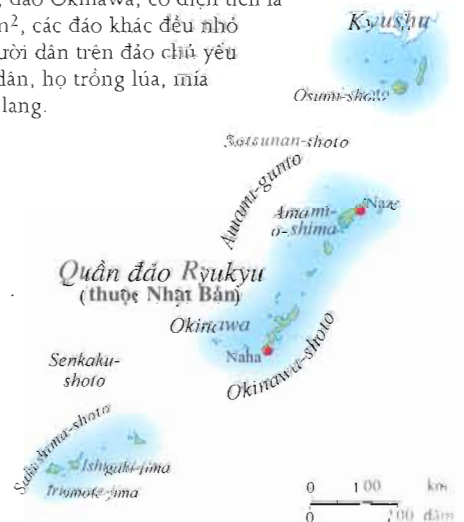 , đảo Okinawa, có diện tích là
m², các đảo khác đều nhỏ
ười dân trên đảo chủ yếu
dân, họ trồng lúa, mía
lang.
Kyushu
Osumi-shoto
Satsunan-shoto
Amami-gunto
Amami-
o-shima
Naze
Quần đảo Ryukyu
(thuộc Nhật Bản)
Okinawa
Naha
Okinawa-shoto
Senkaku-
shoto
Sakishima-shoto
Ishigaki-jima
Iriomote-jima
0 100 km
0 100 dặm